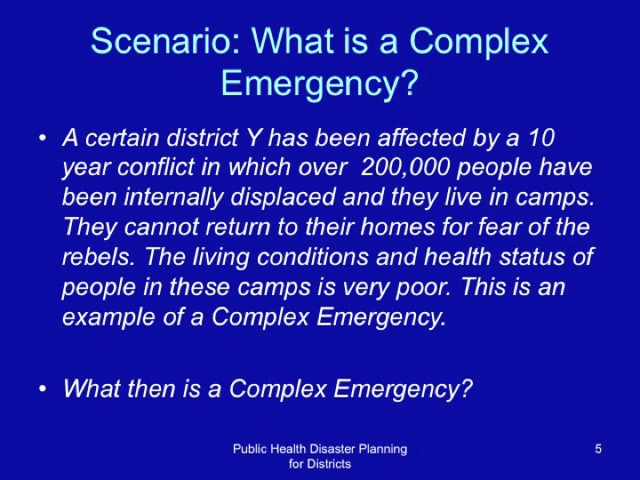 Scenario: What is a Complex
Emergency?
• A certain district Y has been affected by a 10
year conflict in which over  200,000 people have
been internally displaced and they live in camps.
They cannot return to their homes for fear of the
rebels. The living conditions and health status of
people in these camps is very poor. This is an
example of a Complex Emergency.
• What then is a Complex Emergency?
Public Health Disaster Planning
for Districts
5